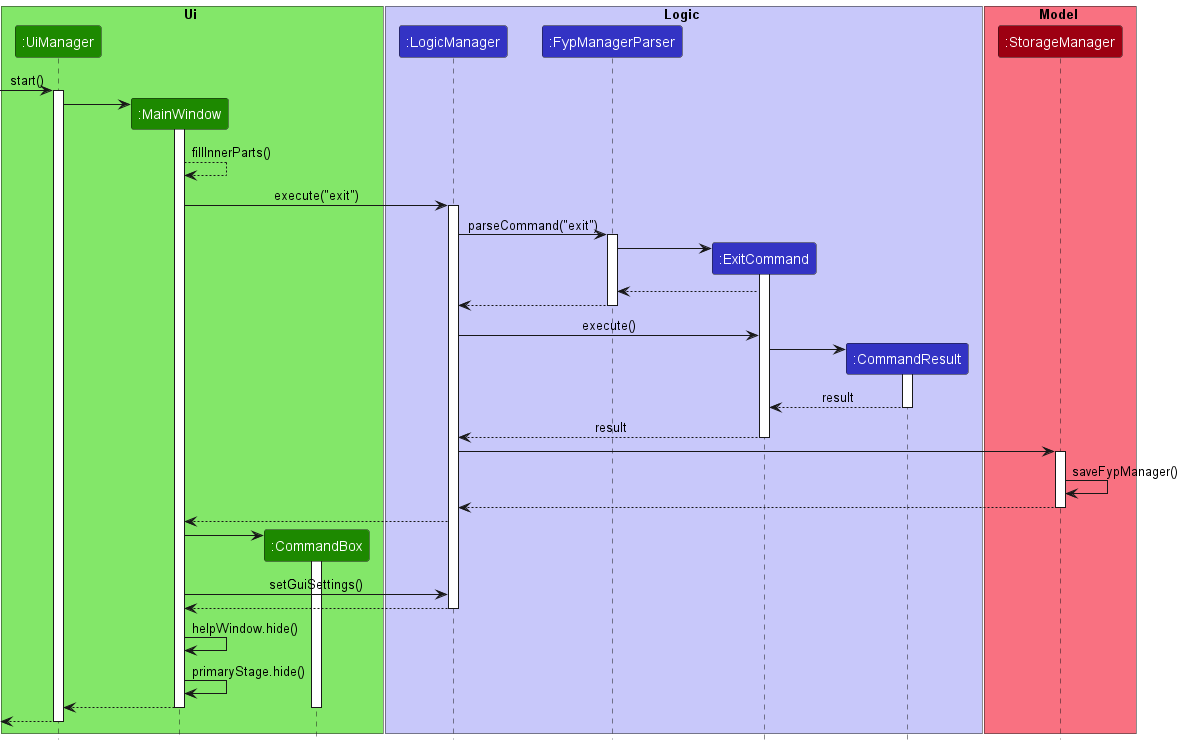 Ui
Logic
Model
:UiManager
:LogicManager
:FypManagerParser
:StorageManager
start()
:MainWindow
fillInnerParts()
execute("exit")
parseCommand("exit")
:ExitCommand
execute()
:CommandResult
result
result
saveFypManager()
:CommandBox
setGuiSettings()
helpWindow.hide()
primaryStage.hide()